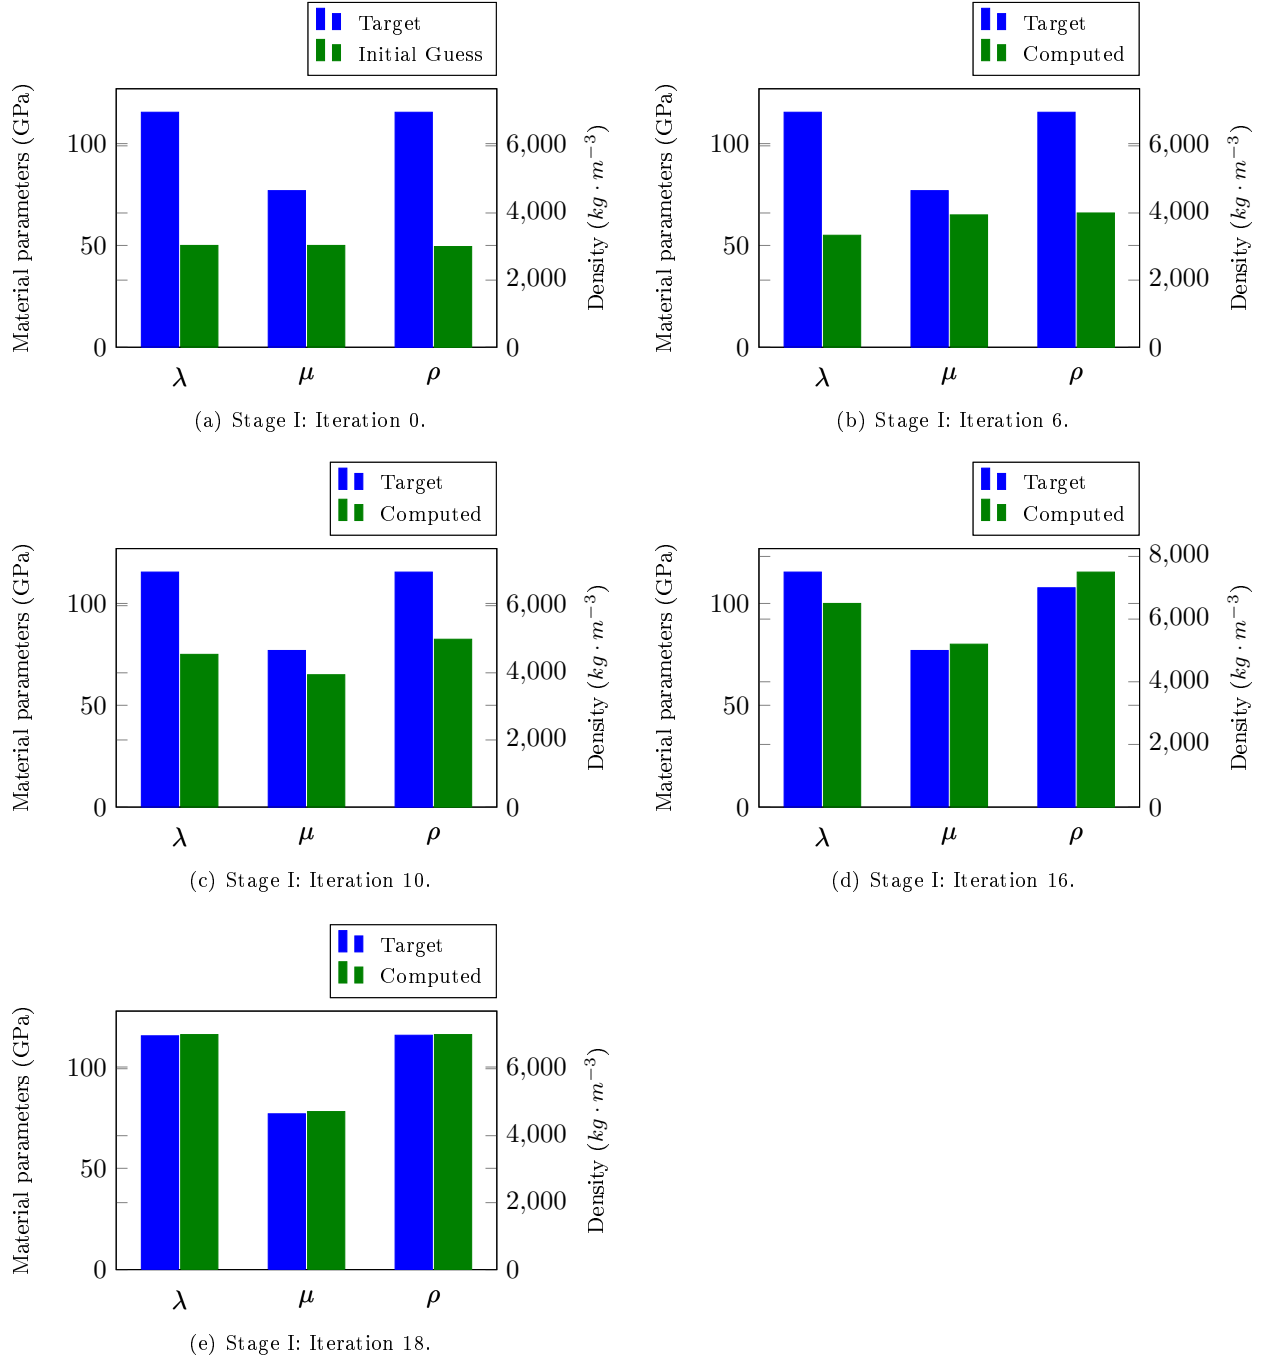 Target
Initial Guess
Material parameters (GPa)
100
50
0
6,000
4,000
2,000
0
Density (kg · m⁻³)
λ μ ρ
(a) Stage I: Iteration 0.
Target
Computed
Material parameters (GPa)
100
50
0
6,000
4,000
2,000
0
Density (kg · m⁻³)
λ μ ρ
(b) Stage I: Iteration 6.
Target
Computed
Material parameters (GPa)
100
50
0
6,000
4,000
2,000
0
Density (kg · m⁻³)
λ μ ρ
(c) Stage I: Iteration 10.
Target
Computed
Material parameters (GPa)
100
50
0
8,000
6,000
4,000
2,000
0
Density (kg · m⁻³)
λ μ ρ
(d) Stage I: Iteration 16.
Target
Computed
Material parameters (GPa)
100
50
0
6,000
4,000
2,000
0
Density (kg · m⁻³)
λ μ ρ
(e) Stage I: Iteration 18.